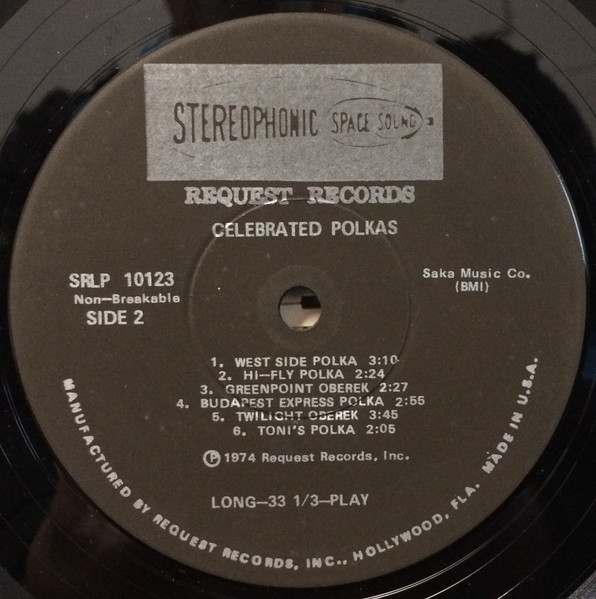 STEREOPHONIC SPACE SOUND
REQUEST RECORDS
CELEBRATED POLKAS
SRLP 10123
Non-Breakable
SIDE 2
Saka Music Co.
(BMI)
1. WEST SIDE POLKA 3:10
2. HI-FLY POLKA 2:24
3. GREENPOINT OBEREK 2:27
4. BUDAPEST EXPRESS POLKA 2:55
5. TWILIGHT OBEREK 3:45
6. TONI'S POLKA 2:05
Ⓟ 1974 Request Records, Inc.
LONG-33 1/3-PLAY
MANUFACTURED BY REQUEST RECORDS, INC., HOLLYWOOD, FLA. MADE IN U.S.A.